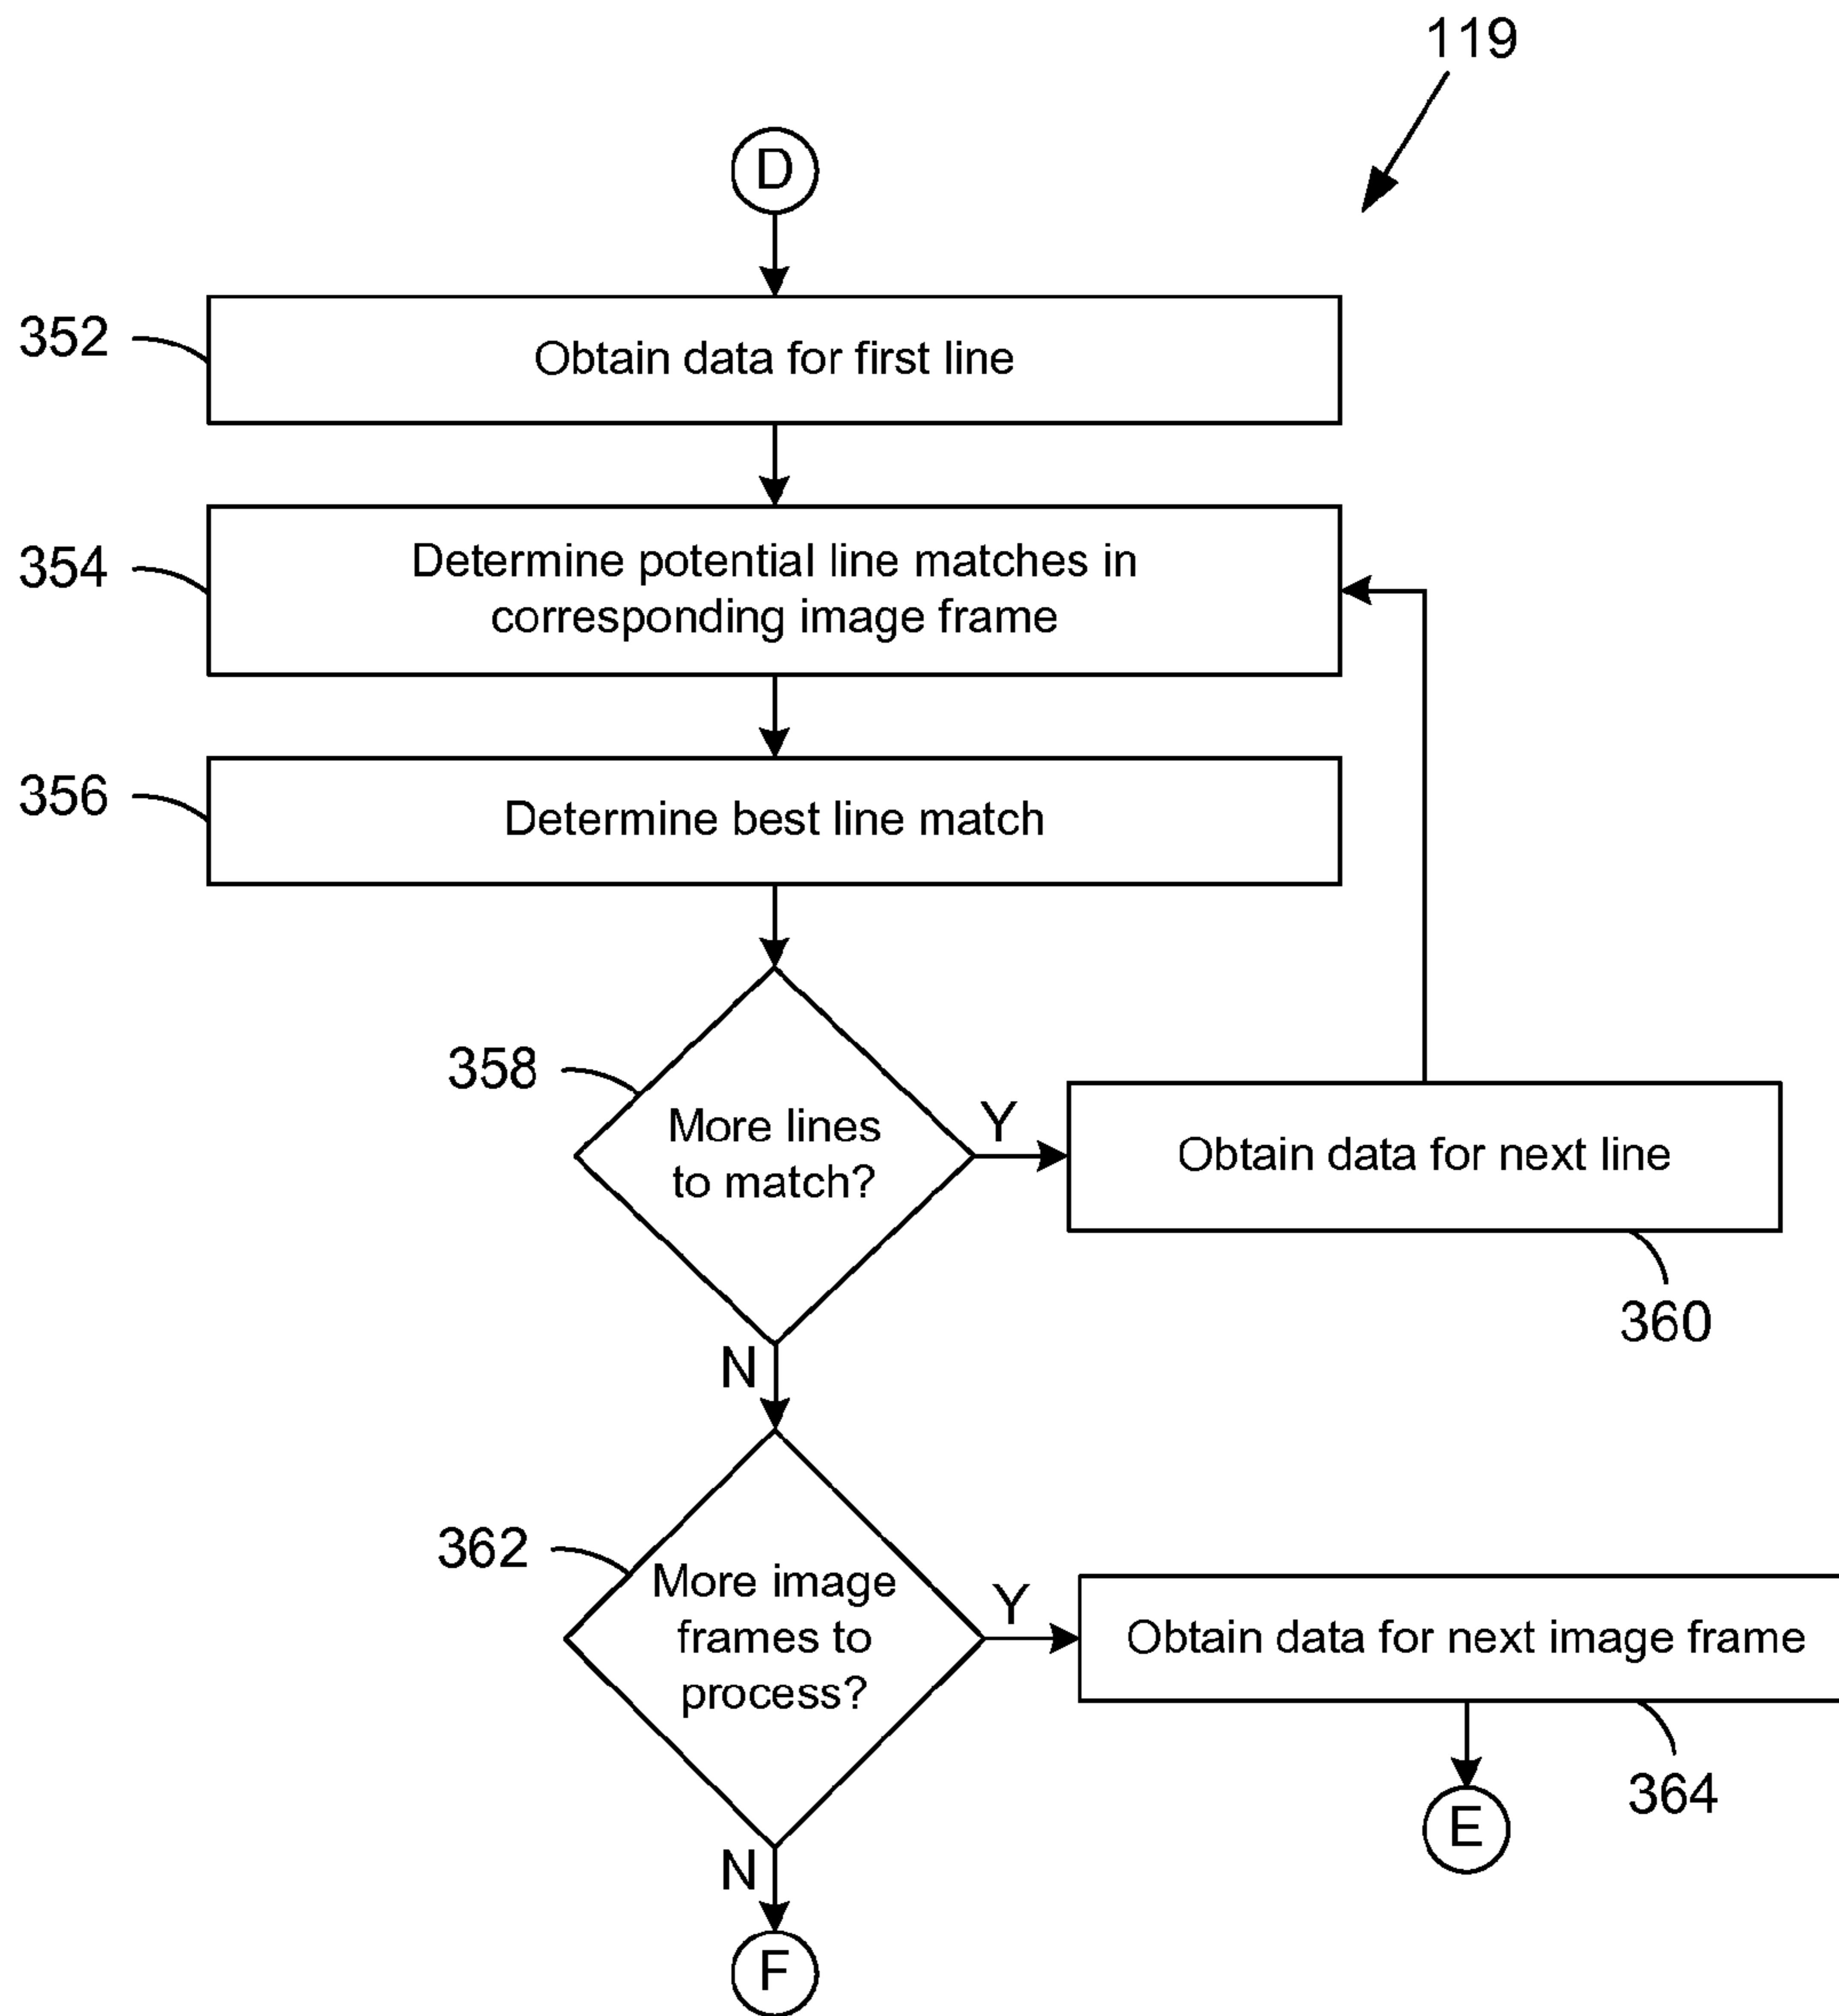 119
D
352
Obtain data for first line
354
Determine potential line matches in
corresponding image frame
356
Determine best line match
358
More lines
to match?
Y
Obtain data for next line
360
N
362
More image
frames to
process?
Y
Obtain data for next image frame
364
E
N
F